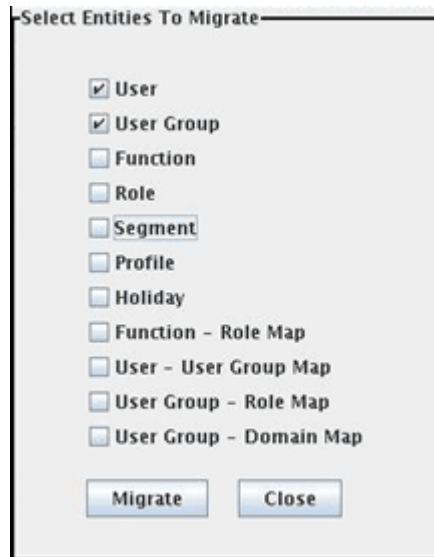 Select Entities To Migrate
User
User Group
Function
Role
Segment
Profile
Holiday
Function - Role Map
User - User Group Map
User Group - Role Map
User Group - Domain Map
Migrate Close